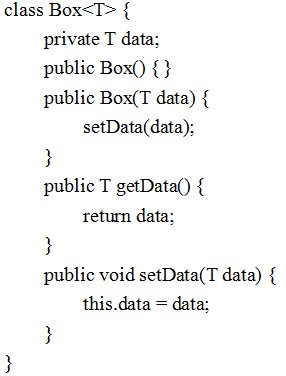 class Box<T> {
private T data;
public Box() { }
public Box(T data) {
setData(data);
}
public T getData() {
return data;
}
public void setData(T data) {
this.data = data;
}
}